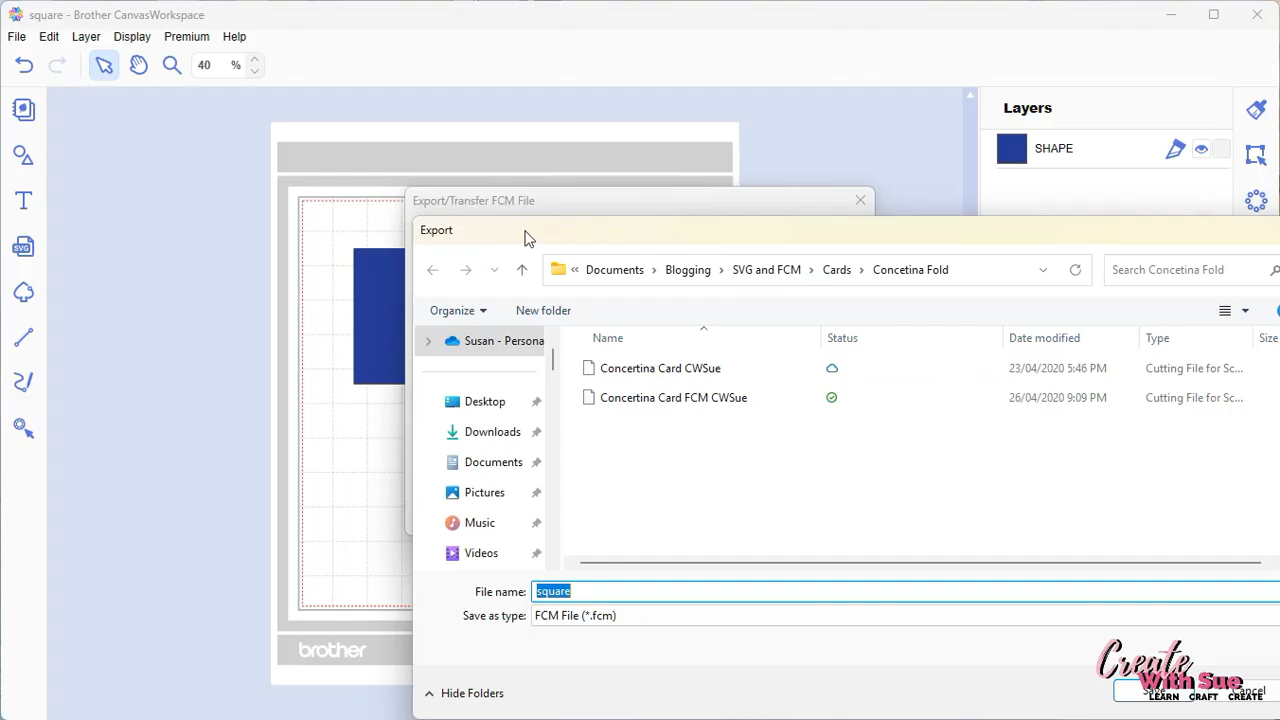 square - Brother CanvasWorkspace
File Edit Layer Display Premium Help
40 %
Layers
SHAPE
Export/Transfer FCM File
Export
« Documents > Blogging > SVG and FCM > Cards > Concetina Fold
Search Concetina Fold
Organize New folder
Susan - Persona
Desktop
Downloads
Documents
Pictures
Music
Videos
Name Status Date modified Type Size
Concertina Card CWSue 23/04/2020 5:46 PM Cutting File for Sc...
Concertina Card FCM CWSue 26/04/2020 9:09 PM Cutting File for Sc...
T
SVG
File name: square
Save as type: FCM File (*.fcm)
brother
Hide Folders
Save Cancel
Create
With Sue
LEARN CRAFT CREATE